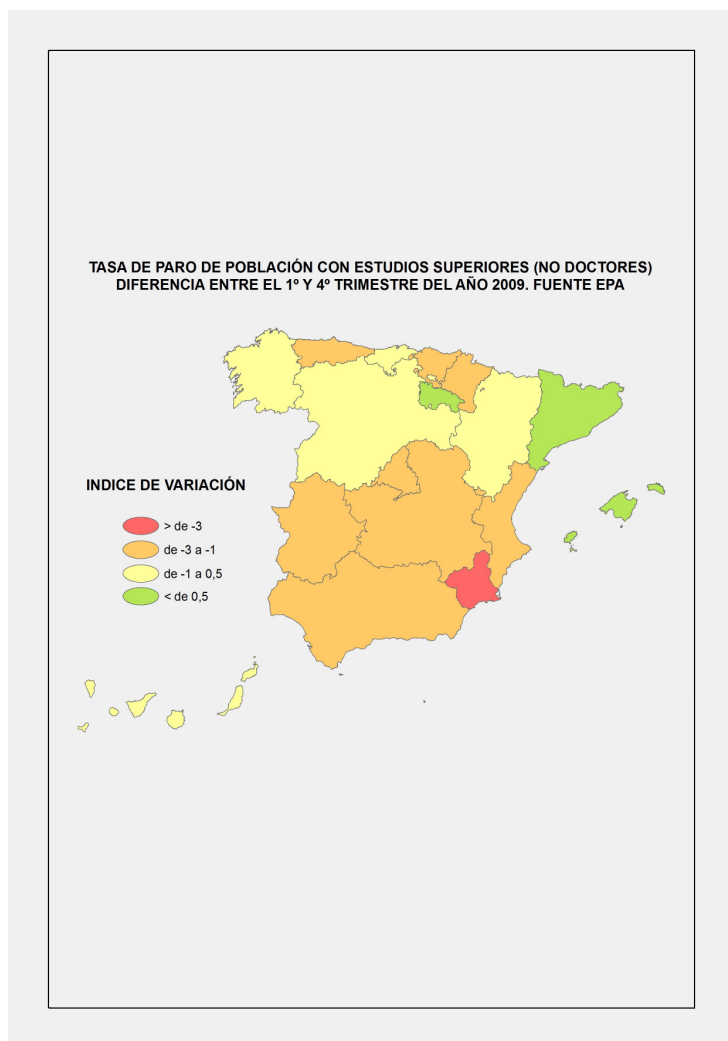 TASA DE PARO DE POBLACIÓN CON ESTUDIOS SUPERIORES (NO DOCTORES)
DIFERENCIA ENTRE EL 1º Y 4º TRIMESTRE DEL AÑO 2009. FUENTE EPA
INDICE DE VARIACIÓN
> de -3
de -3 a -1
de -1 a 0,5
< de 0,5